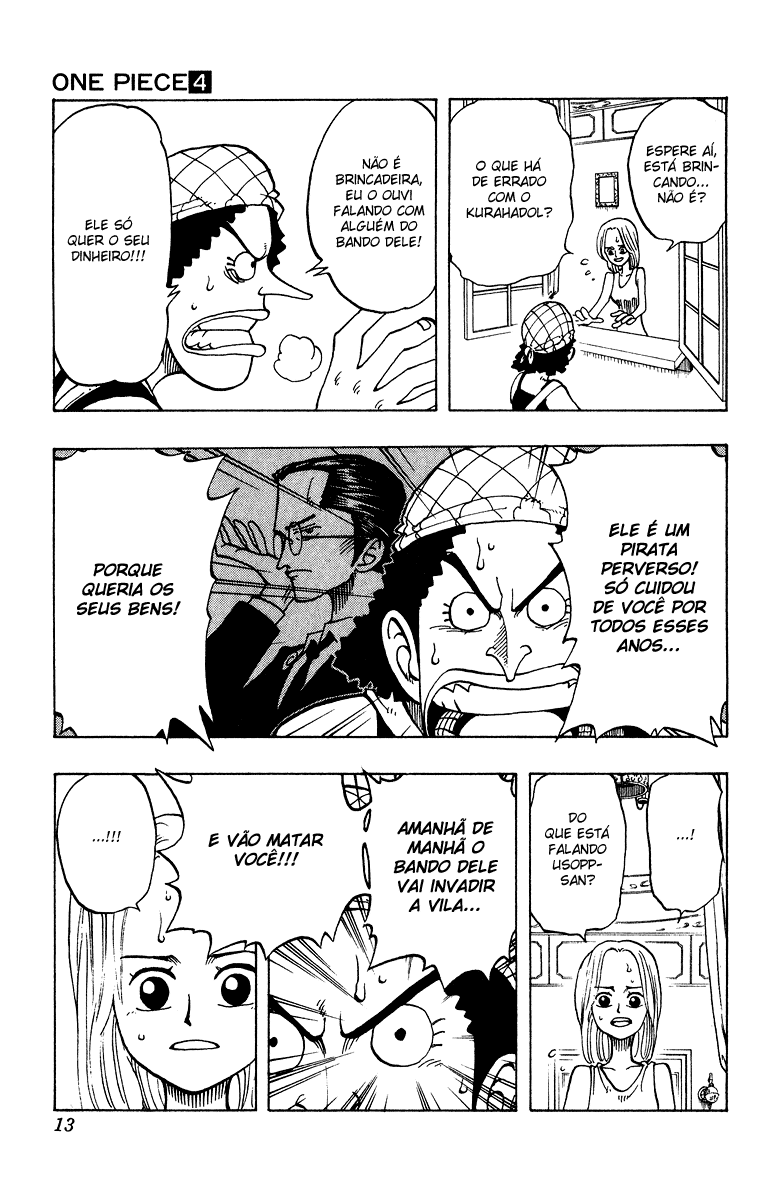 ONE PIECE 4
ESPERE AÍ,
ESTÁ BRIN-
CANDO...
NÃO É?
O QUE HÁ
DE ERRADO
COM O
KURAHADOL?
NÃO É
BRINCADEIRA,
EU O OUVI
FALANDO COM
ALGUÉM DO
BANDO DELE!
ELE SÓ
QUER O SEU
DINHEIRO!!!
ELE É UM
PIRATA
PERVERSO!
SÓ CUIDOU
DE VOCÊ POR
TODOS ESSES
ANOS...
PORQUE
QUERIA OS
SEUS BENS!
...!
DO
QUE ESTÁ
FALANDO
USOPP-
SAN?
AMANHÃ DE
MANHÃ O
BANDO DELE
VAI INVADIR
A VILA...
E VÃO MATAR
VOCÊ!!!
...!!!
13